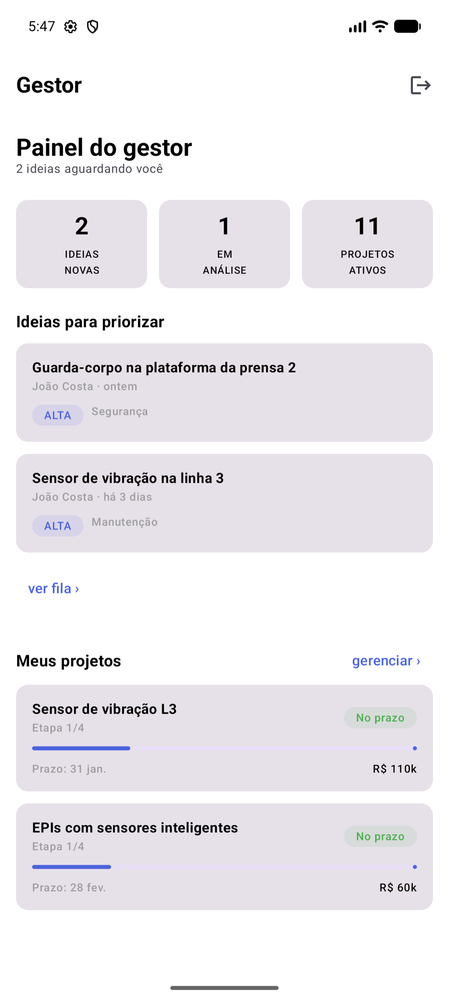 5:47
Gestor
Painel do gestor
2 ideias aguardando você
2
IDEIAS
NOVAS
1
EM
ANÁLISE
11
PROJETOS
ATIVOS
Ideias para priorizar
Guarda-corpo na plataforma da prensa 2
João Costa · ontem
ALTA
Segurança
Sensor de vibração na linha 3
João Costa · há 3 dias
ALTA
Manutenção
ver fila ›
Meus projetos
gerenciar ›
Sensor de vibração L3
Etapa 1/4
No prazo
Prazo: 31 jan.
R$ 110k
EPIs com sensores inteligentes
Etapa 1/4
No prazo
Prazo: 28 fev.
R$ 60k